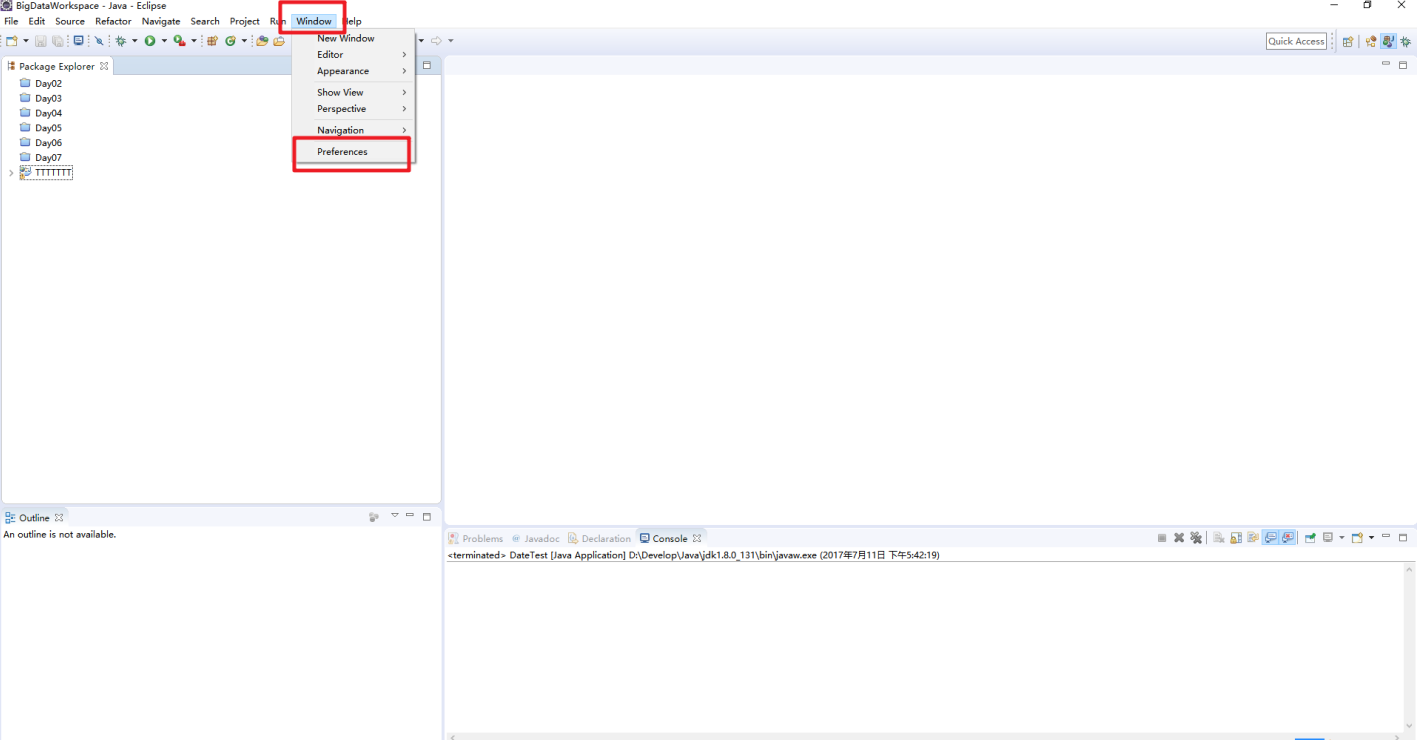 BigDataWorkspace - Java - Eclipse
File Edit Source Refactor Navigate Search Project Run Window Help
New Window
Editor
Appearance
Show View
Perspective
Navigation
Preferences
Quick Access
Package Explorer
Day02
Day03
Day04
Day05
Day06
Day07
TTTTTTT
Outline
An outline is not available.
Problems @ Javadoc Declaration Console
<terminated> DateTest [Java Application] D:\Develop\Java\jdk1.8.0_131\bin\javaw.exe (2017年7月11日 下午5:42:19)